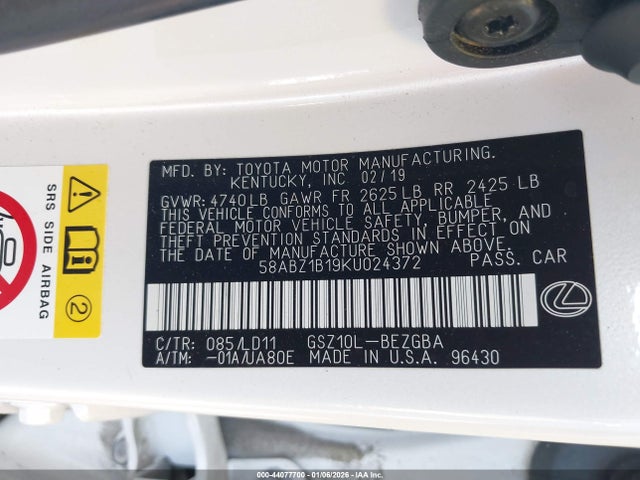 MFD. BY: TOYOTA MOTOR MANUFACTURING.
KENTUCKY, INC 02/19
GVWR: 4740LB GAWR FR 2625LB RR 2425 LB
THIS VEHICLE CONFORMS TO ALL APPLICABLE
FEDERAL MOTOR VEHICLE SAFETY, BUMPER, AND
THEFT PREVENTION STANDARDS IN EFFECT ON
THE DATE OF MANUFACTURE SHOWN ABOVE.
58ABZ1B19KU024372 PASS. CAR
C/TR: 085/LD11 GSZ10L-BEZGBA
A/TM: -01A/UA80E MADE IN U.S.A. 96430
SRS SIDE AIRBAG
2
000-44077700 - 01/06/2026 - IAA Inc.